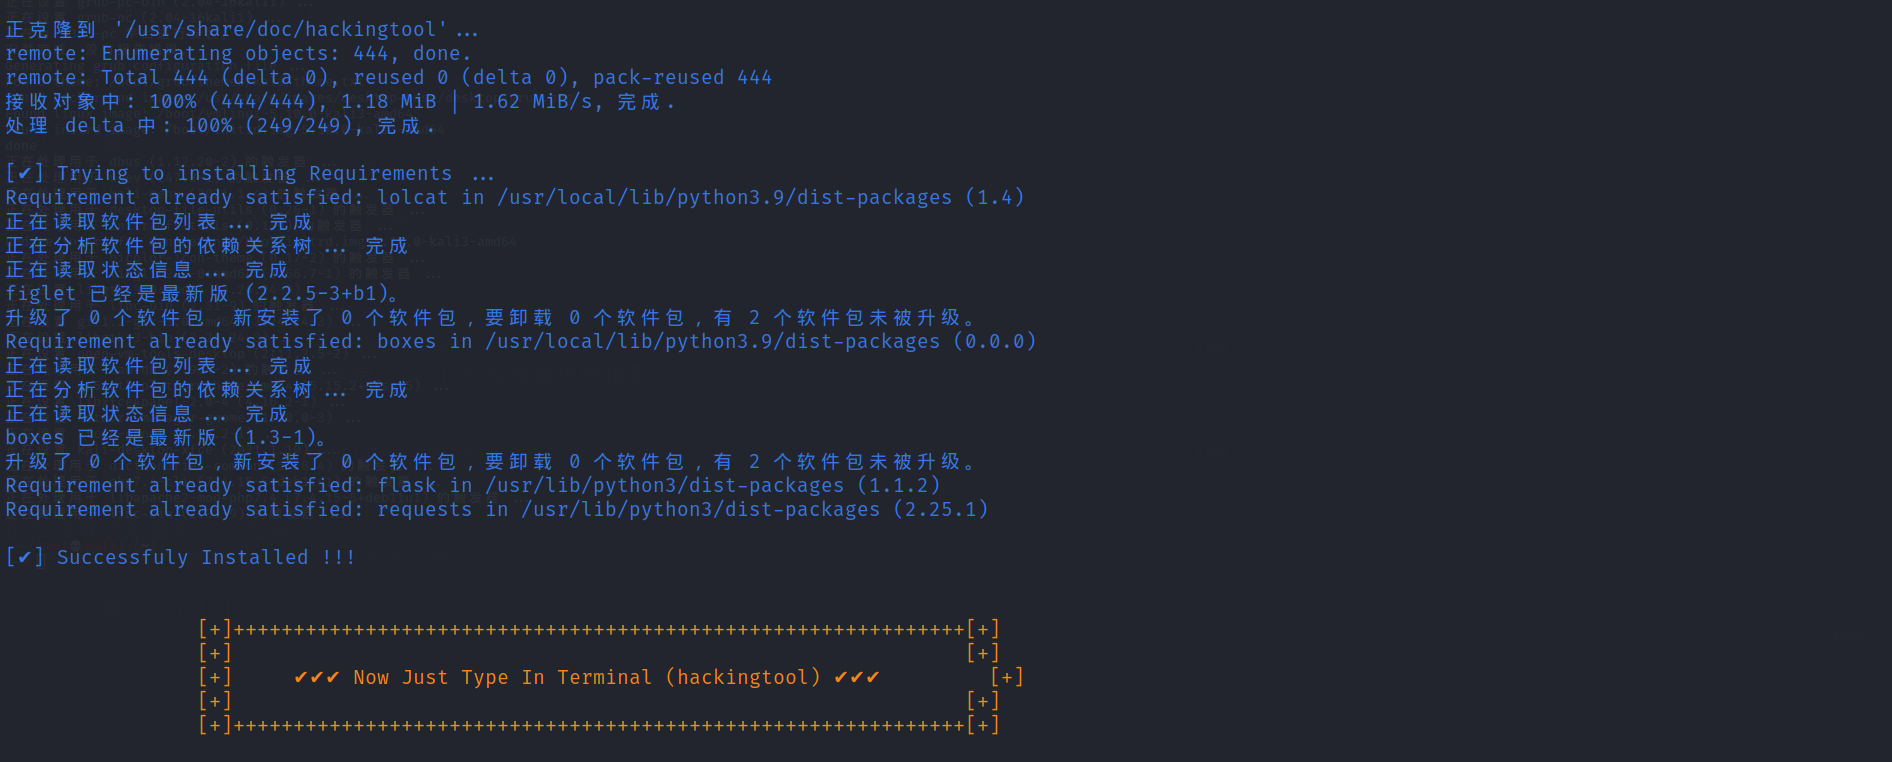 正克隆到 '/usr/share/doc/hackingtool'...
remote: Enumerating objects: 444, done.
remote: Total 444 (delta 0), reused 0 (delta 0), pack-reused 444
接收对象中: 100% (444/444), 1.18 MiB | 1.62 MiB/s, 完成.
处理 delta 中: 100% (249/249), 完成.
[✔] Trying to installing Requirements ...
Requirement already satisfied: lolcat in /usr/local/lib/python3.9/dist-packages (1.4)
正在读取软件包列表... 完成
正在分析软件包的依赖关系树... 完成
正在读取状态信息... 完成
figlet 已经是最新版 (2.2.5-3+b1)。
升级了 0 个软件包，新安装了 0 个软件包，要卸载 0 个软件包，有 2 个软件包未被升级。
Requirement already satisfied: boxes in /usr/local/lib/python3.9/dist-packages (0.0.0)
正在读取软件包列表... 完成
正在分析软件包的依赖关系树... 完成
正在读取状态信息... 完成
boxes 已经是最新版 (1.3-1)。
升级了 0 个软件包，新安装了 0 个软件包，要卸载 0 个软件包，有 2 个软件包未被升级。
Requirement already satisfied: flask in /usr/lib/python3/dist-packages (1.1.2)
Requirement already satisfied: requests in /usr/lib/python3/dist-packages (2.25.1)
[✔] Successfuly Installed !!!
[+]+++++++++++++++++++++++++++++++++++++++++++++++++++++++++++++[+]
[+] [+]
[+] ✔✔✔ Now Just Type In Terminal (hackingtool) ✔✔✔ [+]
[+] [+]
[+]+++++++++++++++++++++++++++++++++++++++++++++++++++++++++++++[+]